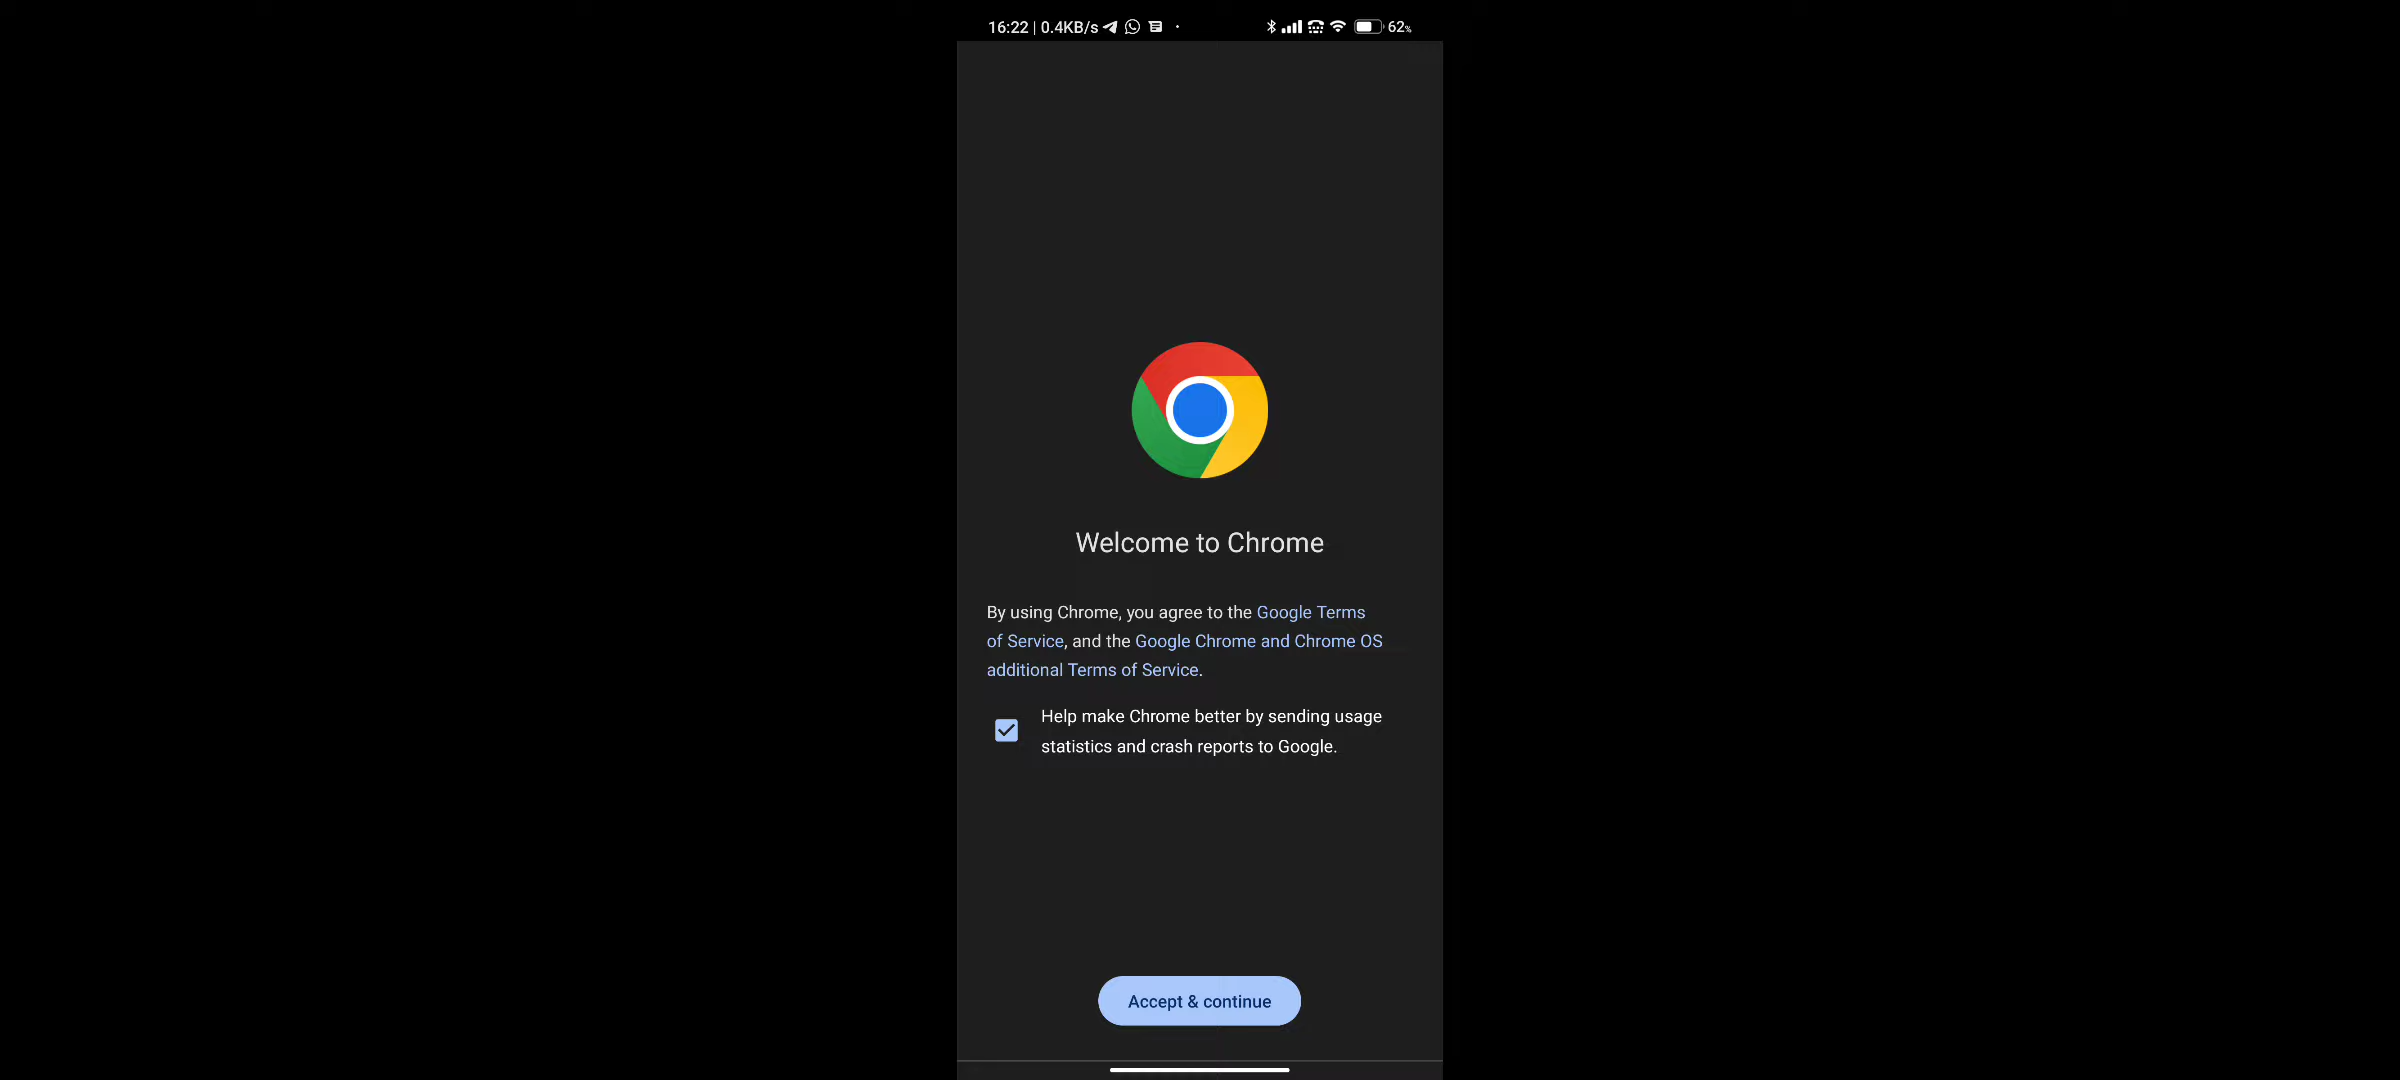 16:22 | 0.4KB/s 62%
Welcome to Chrome
By using Chrome, you agree to the Google Terms
of Service, and the Google Chrome and Chrome OS
additional Terms of Service.
Help make Chrome better by sending usage
statistics and crash reports to Google.
Accept & continue